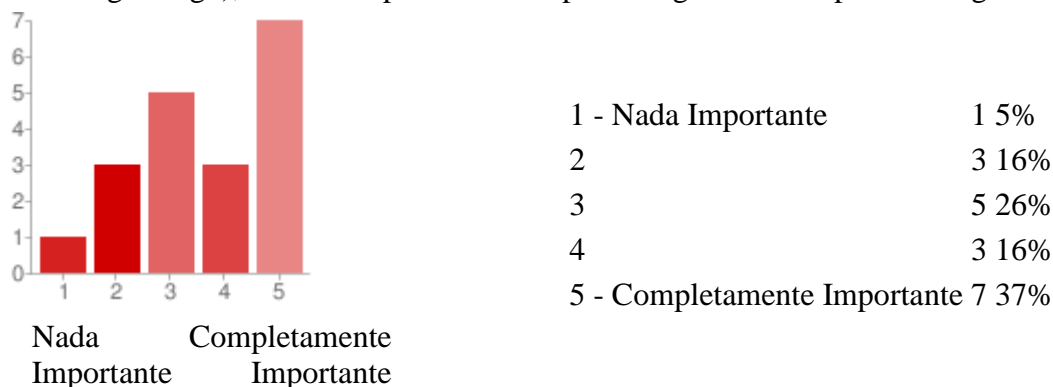 7
6
5
4
3
2
1
0
1 2 3 4 5
Nada Completamente
Importante Importante
1 - Nada Importante 1 5%
2 3 16%
3 5 26%
4 3 16%
5 - Completamente Importante 7 37%